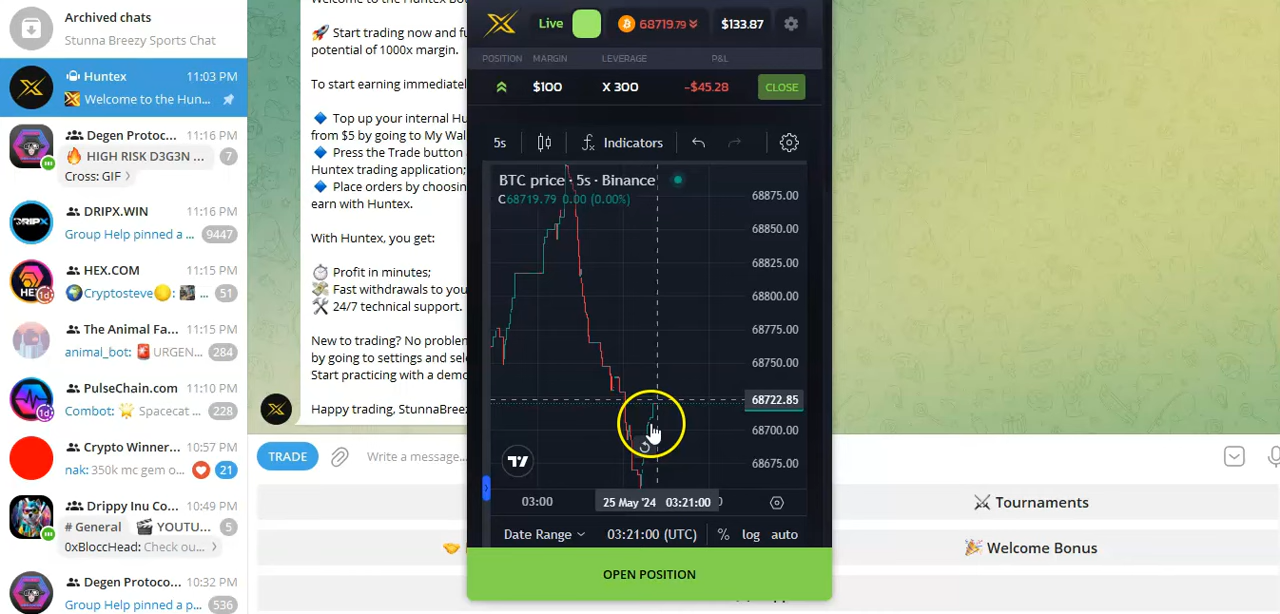 Archived chats
Stunna Breezy Sports Chat
Huntex 11:03 PM
Welcome to the Hun...
Degen Protoc... 11:16 PM
HIGH RISK D3G3N ... 7
Cross: GIF >
DRIPX.WIN 11:16 PM
Group Help pinned a ... 9447
HEX.COM 11:15 PM
@Cryptosteve🟡: ... 51
The Animal Fa... 11:15 PM
animal_bot: 🚨 URGEN... 284
PulseChain.com 11:10 PM
Combot: 🌟 Spacecat ... 228
Crypto Winner... 10:57 PM
nak: 350k mc gem o... 21
Drippy Inu Co... 10:49 PM
# General YOUTU... 5
0xBloccHead: Check ou... >
Degen Protoco... 10:32 PM
Group Help pinned a p... 536
DRIPX
HEX
1d
1d
🚀 Start trading now and fu
potential of 1000x margin.
To start earning immediatel
🔷 Top up your internal Hu
from $5 by going to My Wal
🔷 Press the Trade button
Huntex trading application;
🔷 Place orders by choosing
earn with Huntex.
With Huntex, you get:
⏱ Profit in minutes;
💸 Fast withdrawals to you
🛠 24/7 technical support.
New to trading? No problem
by going to settings and sele
Start practicing with a demo
Happy trading, StunnaBree
TRADE
Write a message...
Live 68719.79 $133.87
POSITION MARGIN LEVERAGE P&L
$100 X 300 -$45.28 CLOSE
5s Indicators
BTC price · 5s · Binance
C68719.79 0.00 (0.00%)
68875.00
68850.00
68825.00
68800.00
68775.00
68750.00
68722.85
68700.00
68675.00
03:00 25 May '24 03:21:00
Date Range 03:21:00 (UTC) % log auto
OPEN POSITION
⚔ Tournaments
🎉 Welcome Bonus